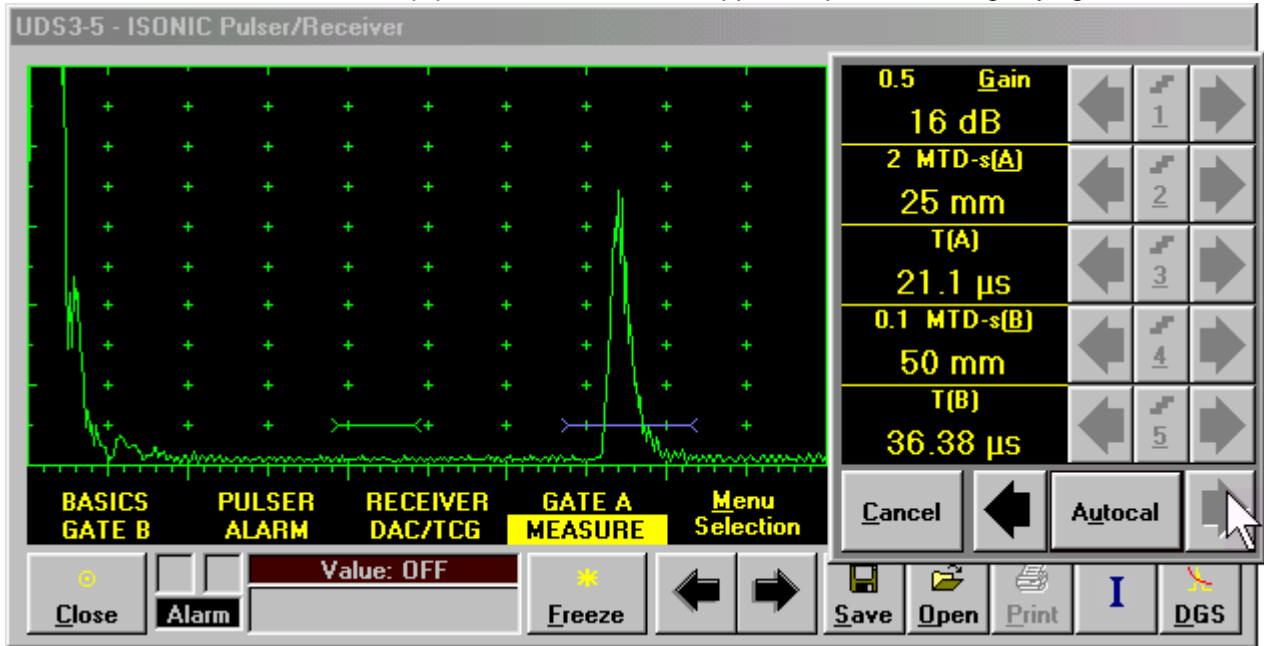 UDS3-5 - ISONIC Pulser/Receiver
0.5 Gain
16 dB
1
2 MTD-s(A)
25 mm
2
T(A)
21.1 µs
3
0.1 MTD-s(B)
50 mm
4
T(B)
36.38 µs
5
BASICS PULSER RECEIVER GATE A Menu
GATE B ALARM DAC/TCG MEASURE Selection
Cancel Autocal
Value: OFF
Close Alarm Freeze Save Open Print I DGS